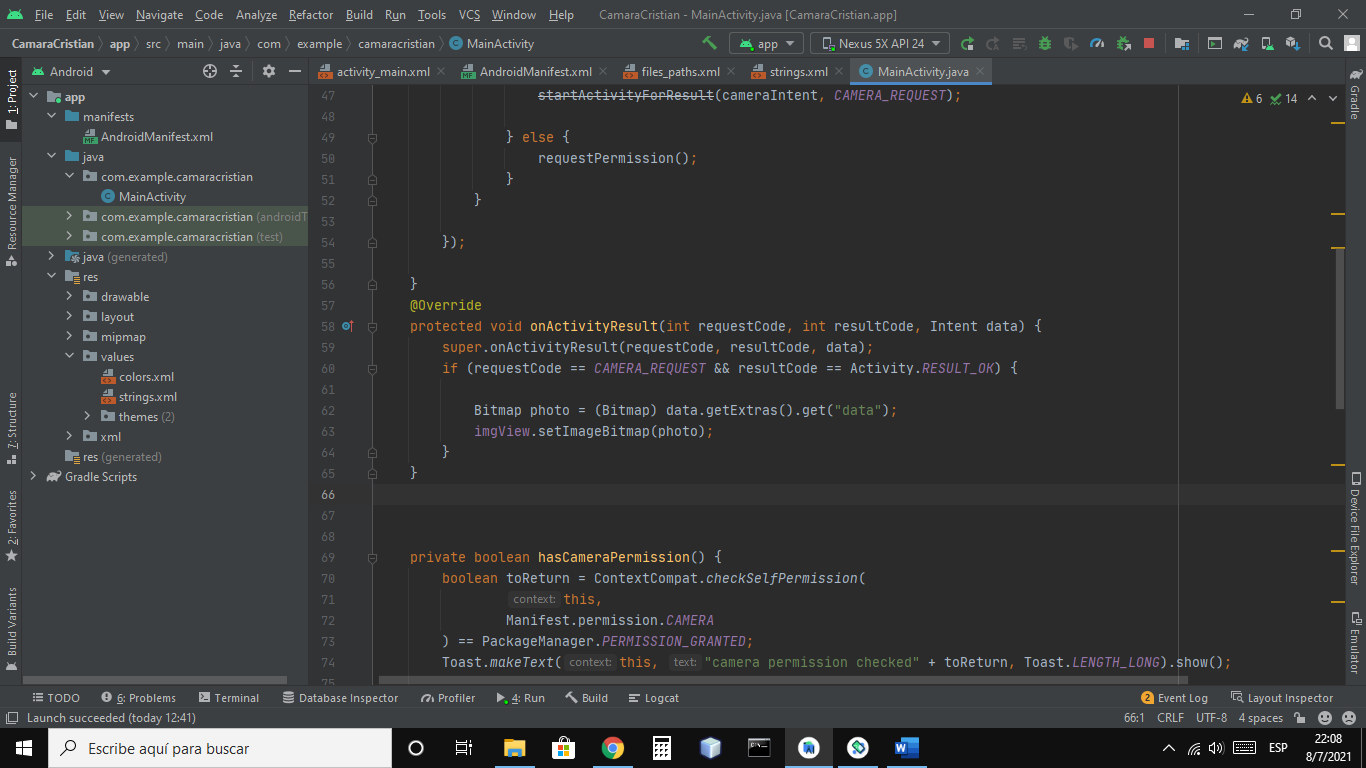 File Edit View Navigate Code Analyze Refactor Build Run Tools VCS Window Help CamaraCristian - MainActivity.java [CamaraCristian.app]
CamaraCristian app src main java com example camaracristian MainActivity app Nexus 5X API 24
1: Project
Resource Manager
7: Structure
2: Favorites
Build Variants
Android
app
manifests
AndroidManifest.xml
java
com.example.camaracristian
MainActivity
com.example.camaracristian (androidT
com.example.camaracristian (test)
java (generated)
res
drawable
layout
mipmap
values
colors.xml
strings.xml
themes (2)
xml
res (generated)
Gradle Scripts
activity_main.xml AndroidManifest.xml files_paths.xml strings.xml MainActivity.java
6 14
47 startActivityForResult(cameraIntent, CAMERA_REQUEST);
48
49 } else {
50 requestPermission();
51 }
52 }
53
54 });
55
56 }
57 @Override
58 protected void onActivityResult(int requestCode, int resultCode, Intent data) {
59 super.onActivityResult(requestCode, resultCode, data);
60 if (requestCode == CAMERA_REQUEST && resultCode == Activity.RESULT_OK) {
61
62 Bitmap photo = (Bitmap) data.getExtras().get("data");
63 imgView.setImageBitmap(photo);
64 }
65 }
66
67
68
69 private boolean hasCameraPermission() {
70 boolean toReturn = ContextCompat.checkSelfPermission(
71 context: this,
72 Manifest.permission.CAMERA
73 ) == PackageManager.PERMISSION_GRANTED;
74 Toast.makeText( context: this, text: "camera permission checked" + toReturn, Toast.LENGTH_LONG).show();
75
Gradle
Device File Explorer
Emulator
TODO 6: Problems Terminal Database Inspector Profiler 4: Run Build Logcat 2 Event Log Layout Inspector
Launch succeeded (today 12:41) 66:1 CRLF UTF-8 4 spaces
Escribe aquí para buscar
ESP
22:08
8/7/2021